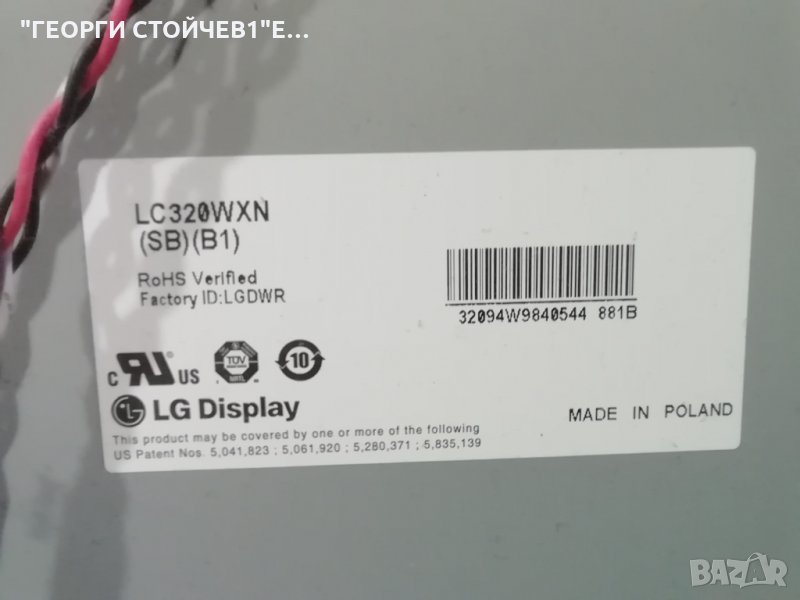 "ГЕОРГИ СТОЙЧЕВ1"Е...
LC320WXN
(SB)(B1)
RoHS Verified
Factory ID:LGDWR
32094W9840544 881B
c RU US
TÜV
10
LG Display
MADE IN POLAND
This product may be covered by one or more of the following
US Patent Nos. 5,041,823 ; 5,061,920 ; 5,280,371 ; 5,835,139
BAZAR